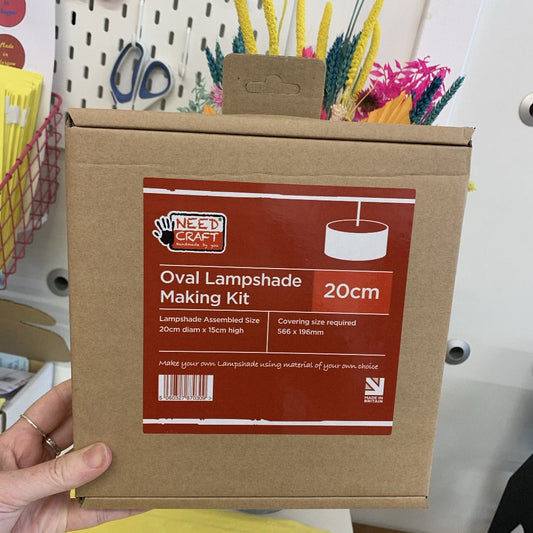 NEED
CRAFT
handmade by you
Oval Lampshade
Making Kit
20cm
Lampshade Assembled Size
20cm diam x 15cm high
Covering size required
566 x 196mm
Make your own Lampshade using material of your own choice
MADE IN
BRITAIN